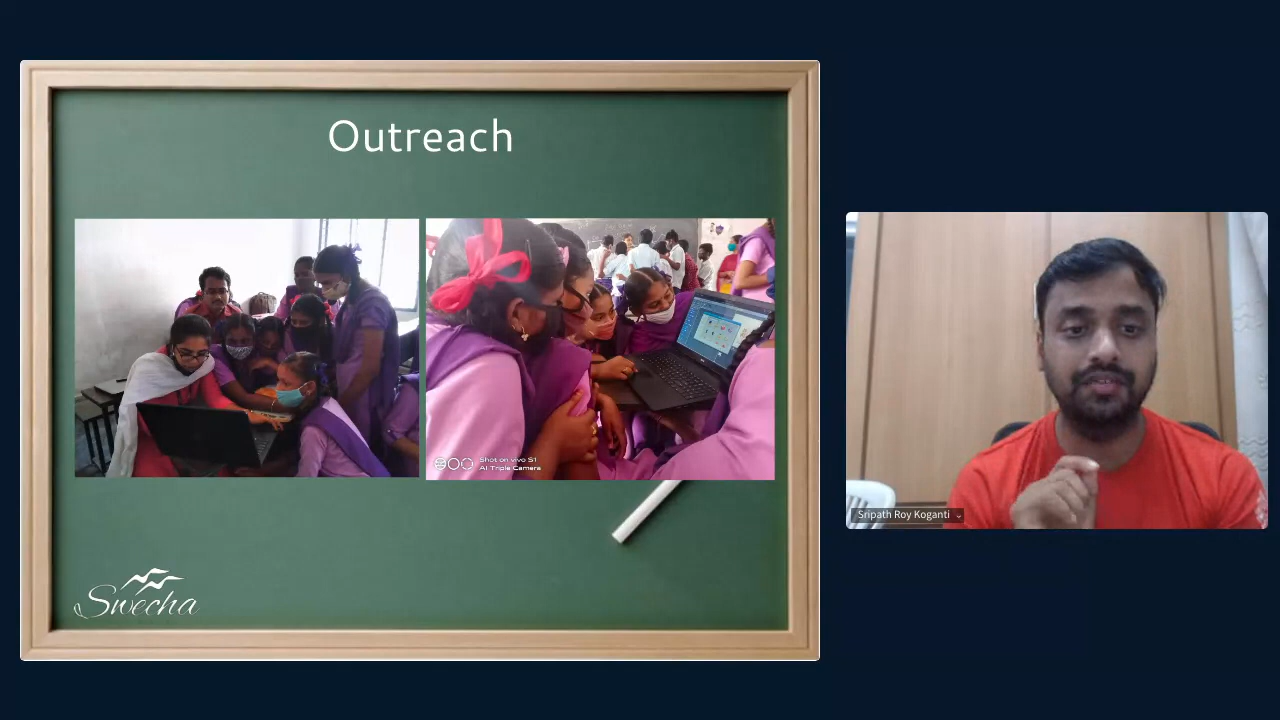 Outreach
Shot on vivo S1
AI Triple Camera
Swecha
Sripath Roy Koganti